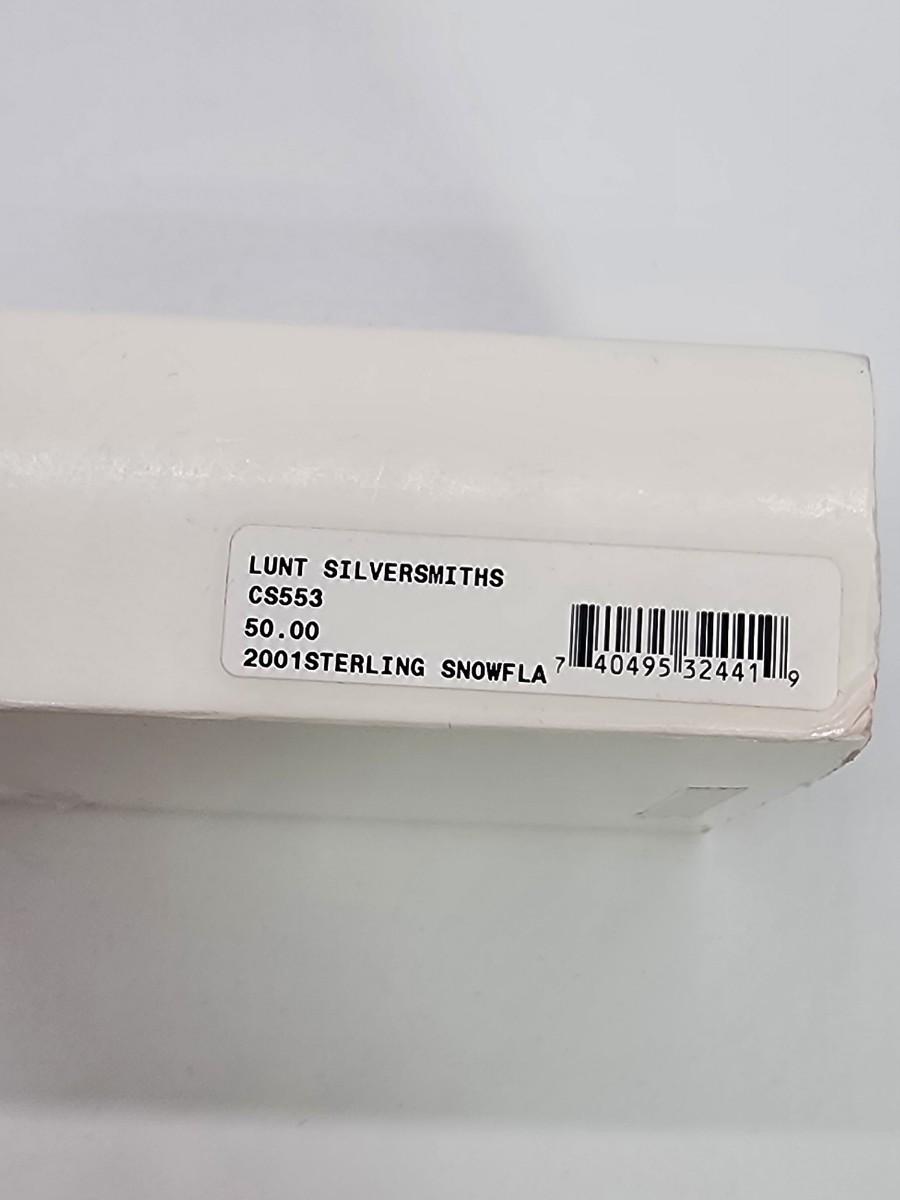 LUNT SILVERSMITHS
CS553
50.00
2001STERLING SNOWFLA
7 40495 32441 9